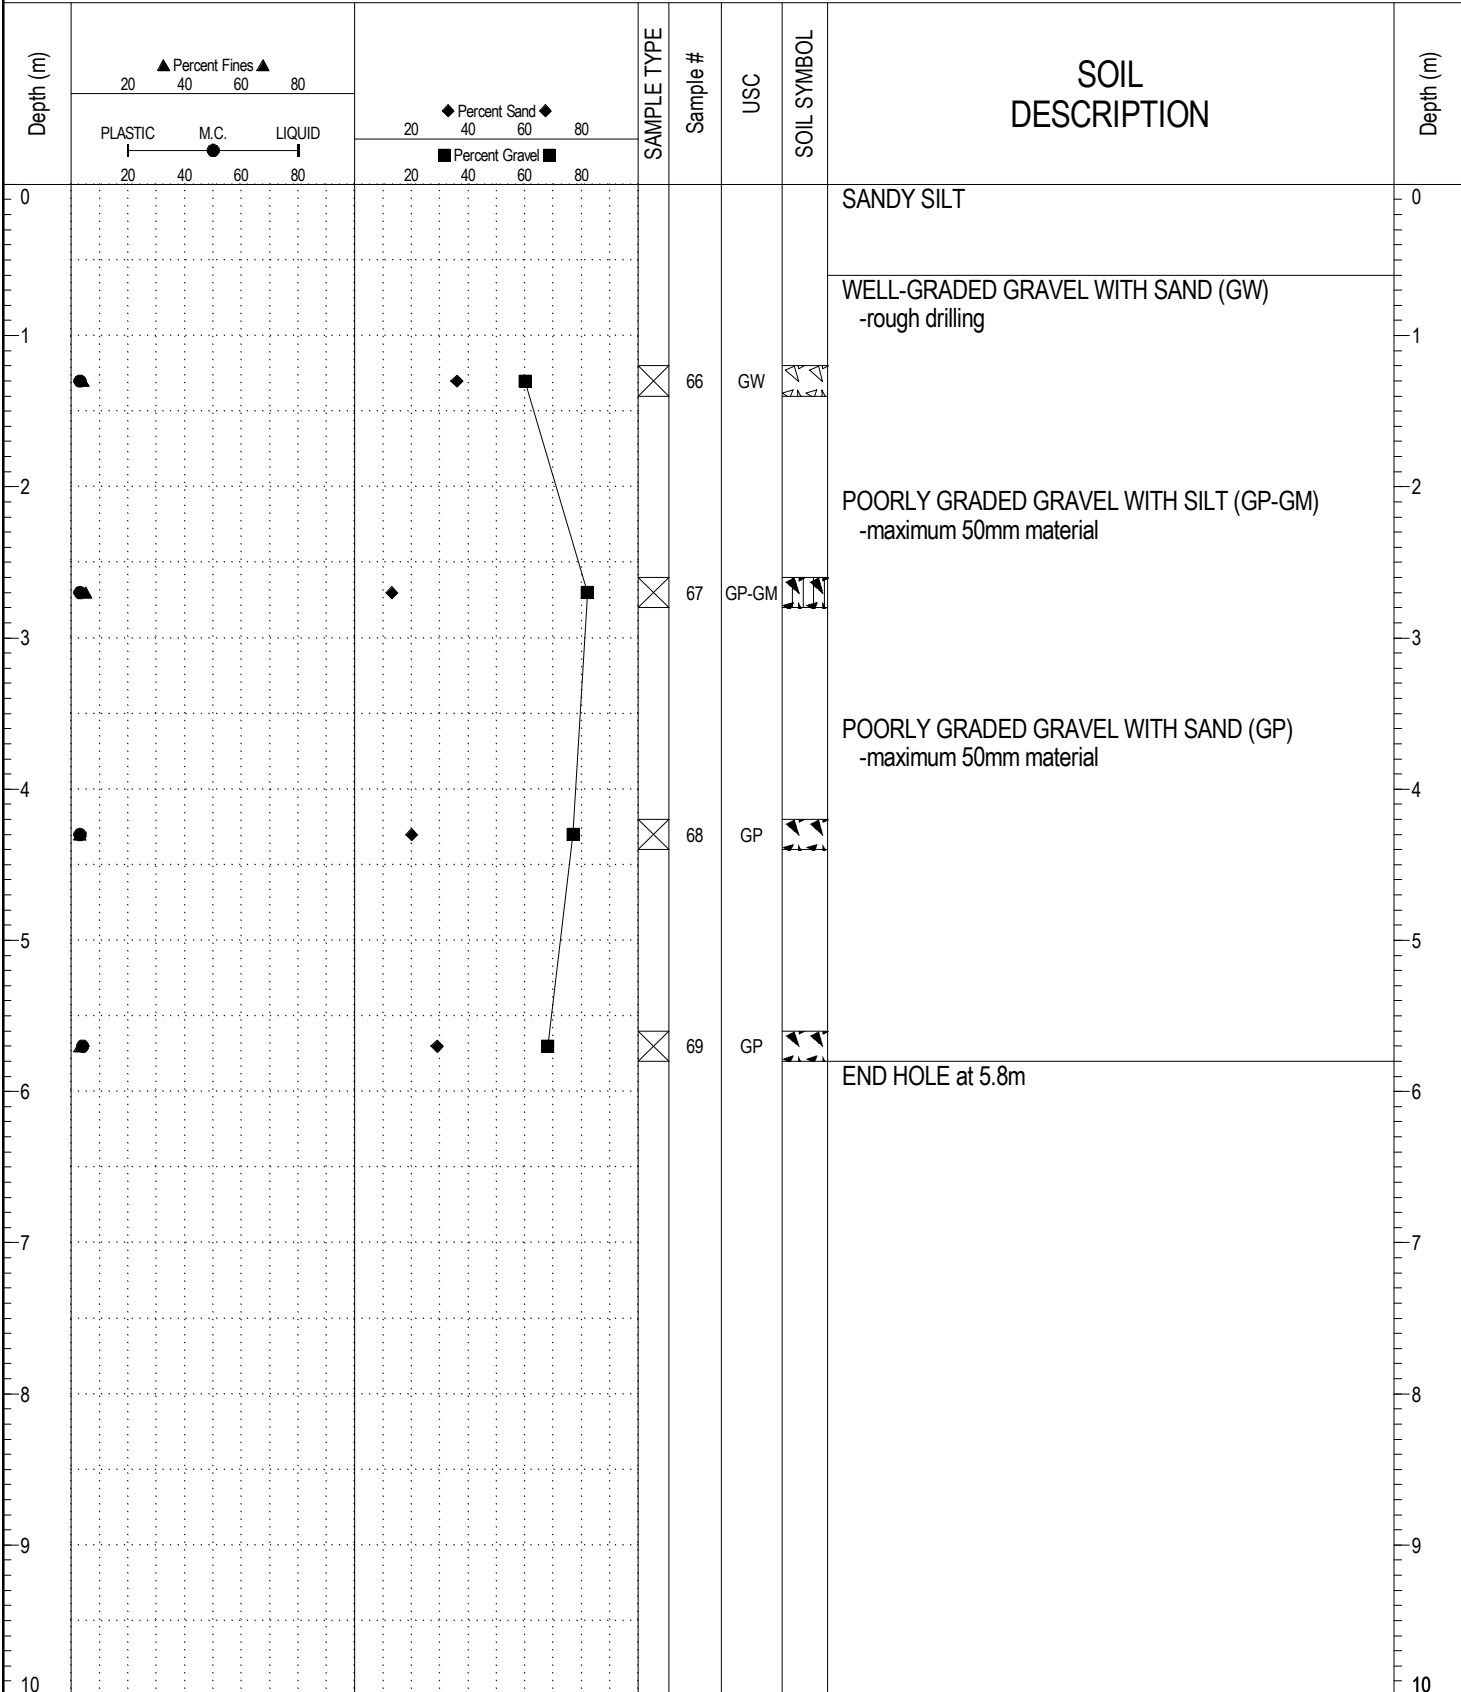 Depth (m)
▲ Percent Fines ▲
20 40 60 80
PLASTIC M.C. LIQUID
20 40 60 80
◆ Percent Sand ◆
20 40 60 80
■ Percent Gravel ■
20 40 60 80
SAMPLE TYPE
Sample #
USC
SOIL SYMBOL
SOIL
DESCRIPTION
Depth (m)
0 SANDY SILT 0
WELL-GRADED GRAVEL WITH SAND (GW)
-rough drilling
1 1
66 GW
2 2
POORLY GRADED GRAVEL WITH SILT (GP-GM)
-maximum 50mm material
67 GP-GM
3 3
POORLY GRADED GRAVEL WITH SAND (GP)
-maximum 50mm material
4 4
68 GP
5 5
69 GP
END HOLE at 5.8m
6 6
7 7
8 8
9 9
10 10